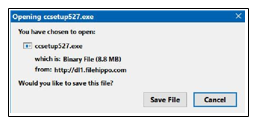 Opening ccsetup527.exe
You have chosen to open:
ccsetup527.exe
which is: Binary File (8.8 MB)
from: http://dl1.filehippo.com
Would you like to save this file?
Save File Cancel